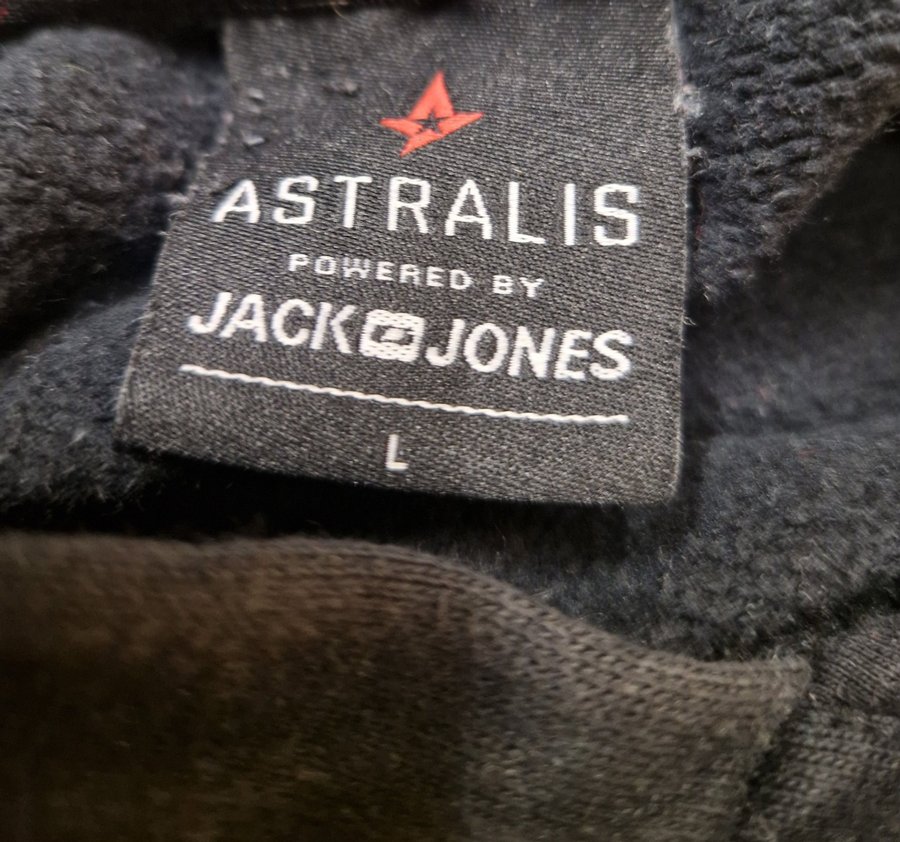 ASTRALIS
POWERED BY
JACK JONES
L